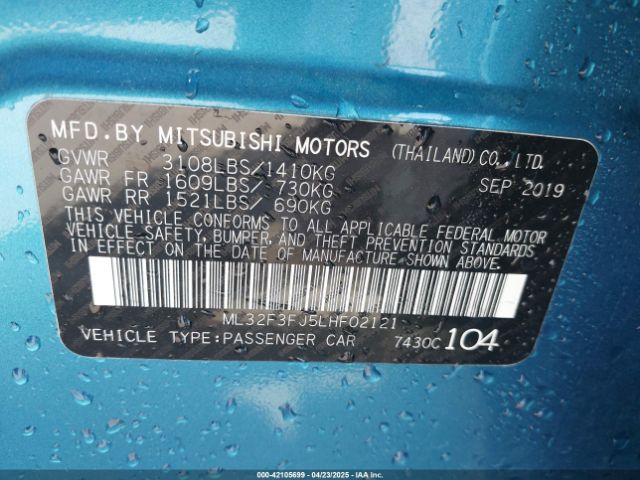 MFD.BY MITSUBISHI MOTORS (THAILAND)CO.,LTD.
GVWR 3108LBS/1410KG SEP 2019
GAWR FR 1609LBS/ 730KG
GAWR RR 1521LBS/ 690KG
THIS VEHICLE CONFORMS TO ALL APPLICABLE FEDERAL MOTOR
VEHICLE SAFETY, BUMPER, AND THEFT PREVENTION STANDARDS
IN EFFECT ON THE DATE OF MANUFACTURE SHOWN ABOVE.
ML32F3FJ5LHF02121
VEHICLE TYPE:PASSENGER CAR 7430C 104
000-42105699 - 04/23/2025 - IAAI.COM